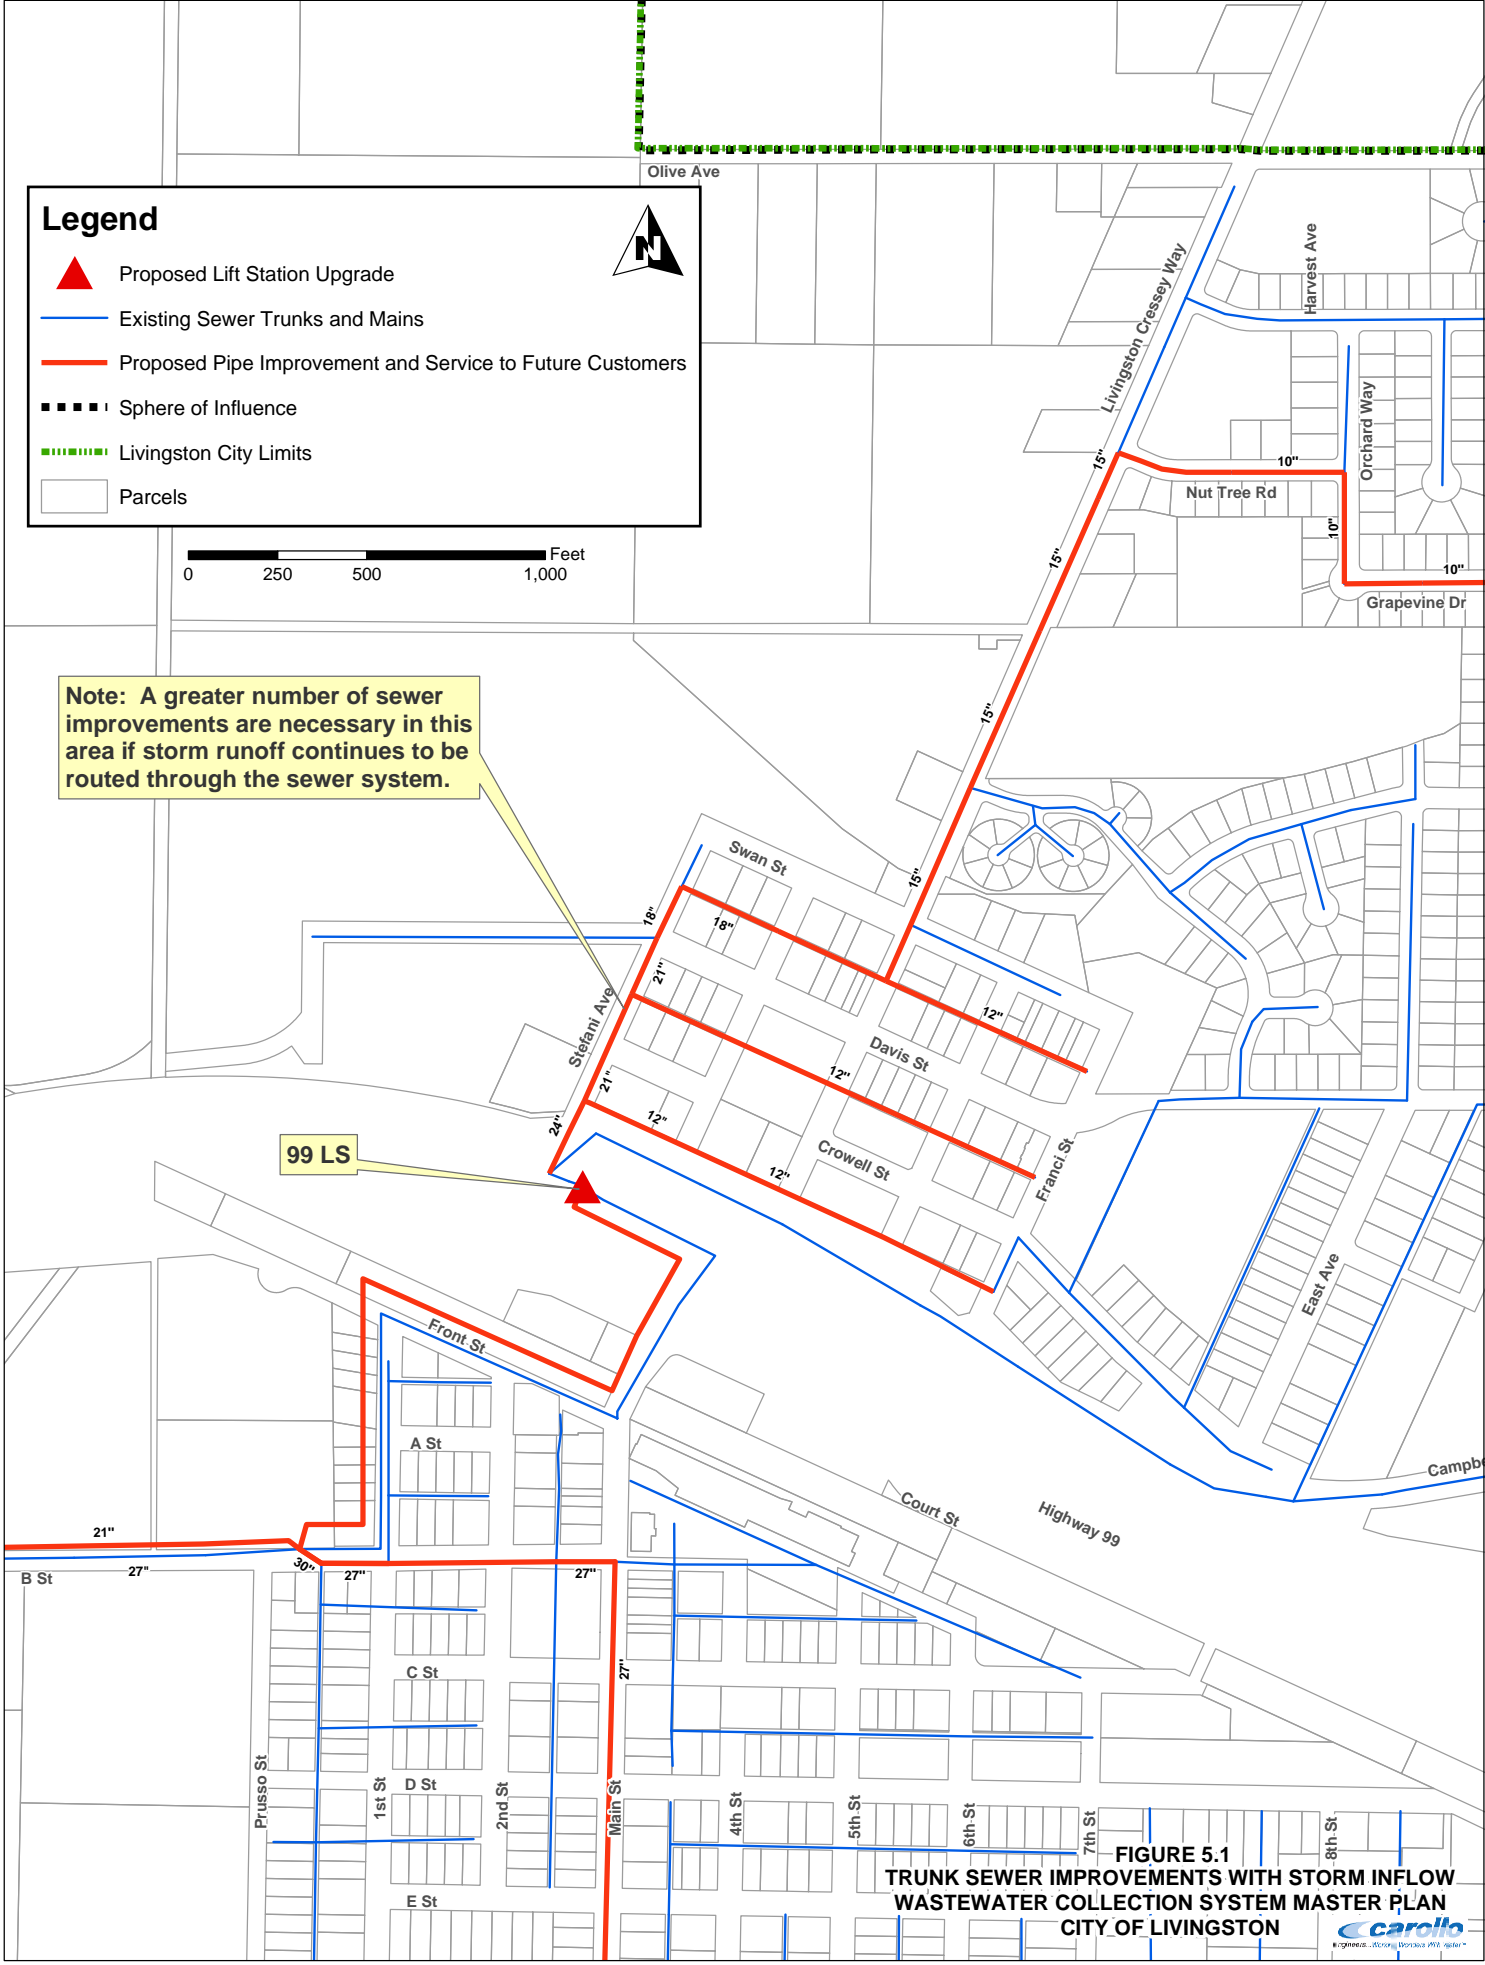 Olive Ave
Legend
N
Proposed Lift Station Upgrade
Existing Sewer Trunks and Mains
Proposed Pipe Improvement and Service to Future Customers
Sphere of Influence
Livingston City Limits
Parcels
Feet
0 250 500 1,000
Livingston Cressey Way
Harvest Ave
Orchard Way
15"
10"
Nut Tree Rd
10"
15"
10"
Grapevine Dr
Note: A greater number of sewer
improvements are necessary in this
area if storm runoff continues to be
routed through the sewer system.
15"
Swan St
15"
18"
18"
21"
Stefani Ave
12"
Davis St
21"
12"
24"
12"
99 LS
Crowell St
12"
Franci St
East Ave
Front St
A St
Campbe
Court St
Highway 99
21"
30"
B St
27"
27"
27"
27"
C St
Prusso St
1st St
D St
2nd St
Main St
4th St
5th St
6th St
7th St
8th St
E St
FIGURE 5.1
TRUNK SEWER IMPROVEMENTS WITH STORM INFLOW
WASTEWATER COLLECTION SYSTEM MASTER PLAN
CITY OF LIVINGSTON
carollo
Engineers...Working Wonders With Water